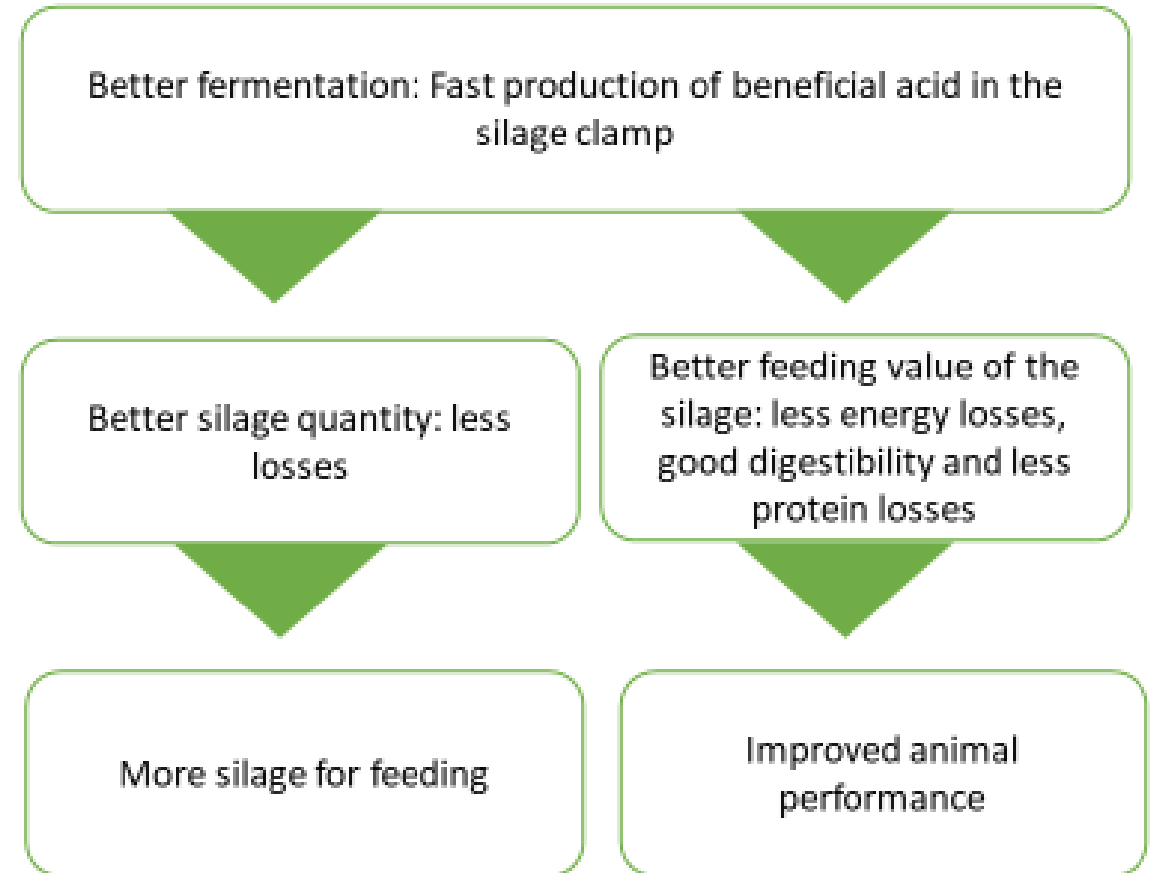 Better fermentation: Fast production of beneficial acid in the
silage clamp
Better silage quantity: less
losses
Better feeding value of the
silage: less energy losses,
good digestibility and less
protein losses
More silage for feeding
Improved animal
performance